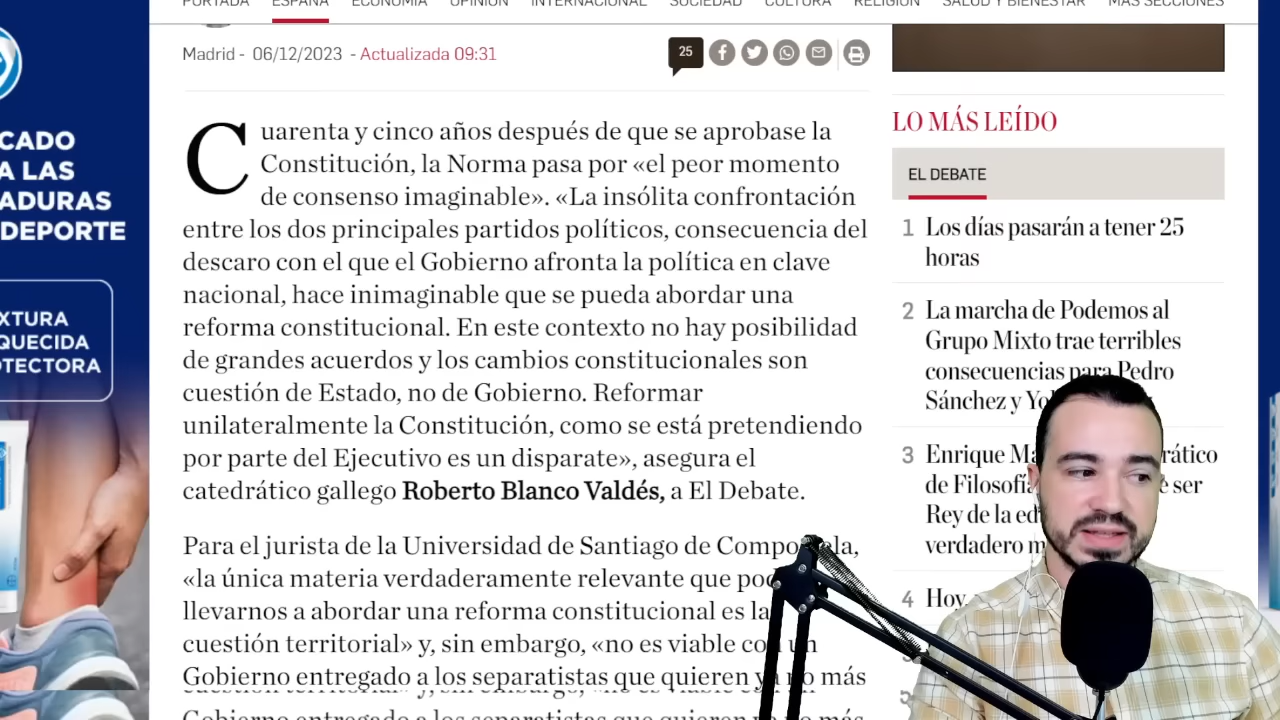 PORTADA ESPAÑA ECONOMÍA OPINIÓN INTERNACIONAL SOCIEDAD CULTURA RELIGIÓN SALUD Y BIENESTAR MÁS SECCIONES
Madrid - 06/12/2023 - Actualizada 09:31
25
Cuarenta y cinco años después de que se aprobase la
Constitución, la Norma pasa por «el peor momento
de consenso imaginable». «La insólita confrontación
entre los dos principales partidos políticos, consecuencia del
descaro con el que el Gobierno afronta la política en clave
nacional, hace inimaginable que se pueda abordar una
reforma constitucional. En este contexto no hay posibilidad
de grandes acuerdos y los cambios constitucionales son
cuestión de Estado, no de Gobierno. Reformar
unilateralmente la Constitución, como se está pretendiendo
por parte del Ejecutivo es un disparate», asegura el
catedrático gallego Roberto Blanco Valdés, a El Debate.
Para el jurista de la Universidad de Santiago de
«la única materia verdaderamente relevante que
llevarnos a abordar una reforma constitucional es la
cuestión territorial» y, sin embargo, «no es viable con un
Gobierno entregado a los separatistas que quieren ya no más
LO MÁS LEÍDO
EL DEBATE
1 Los días pasarán a tener 25
horas
2 La marcha de Podemos al
Grupo Mixto trae terribles
consecuencias para Pedro
Sánchez y
3 Enrique
de
Rey de la
verdadero
4 Hoy
CADO
A LAS
ADURAS
DEPORTE
XTURA
QUECIDA
OTECTORA